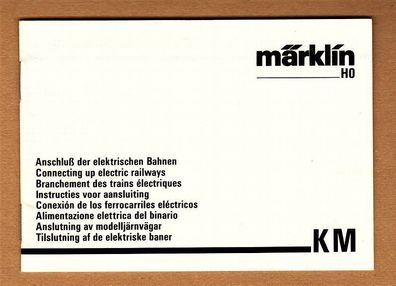 märklin
HO
Anschluß der elektrischen Bahnen
Connecting up electric railways
Branchement des trains électriques
Instructies voor aansluiting
Conexión de los ferrocarriles eléctricos
Alimentazione elettrica del binario
Anslutning av modelljärnvägar
Tilslutning af de elektriske baner
KM